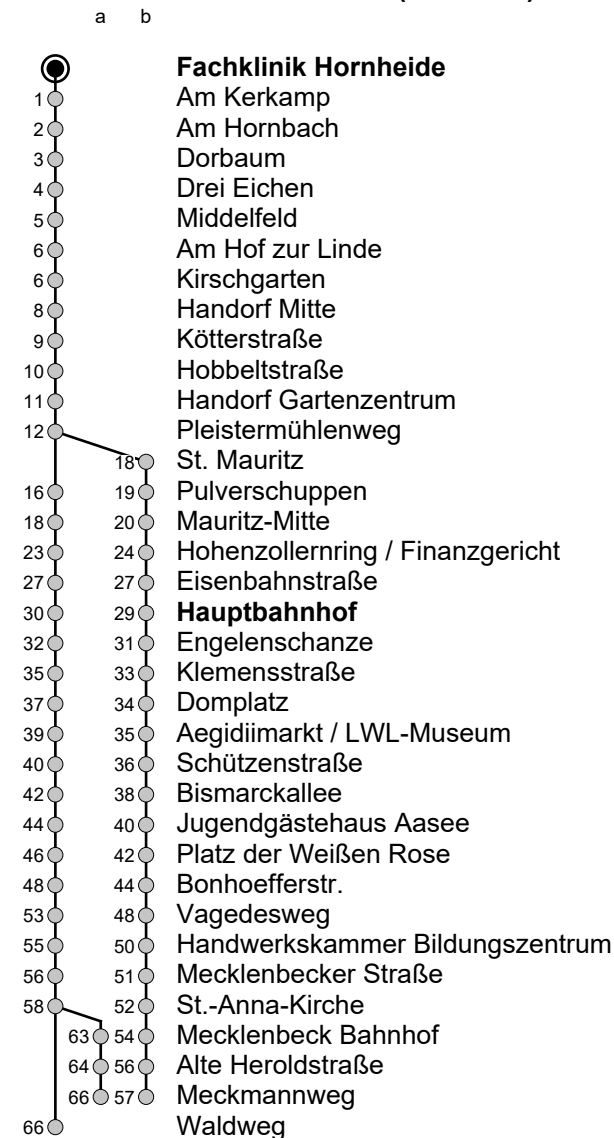 a b
Fachklinik Hornheide
1 Am Kerkamp
2 Am Hornbach
3 Dorbaum
4 Drei Eichen
5 Middelfeld
6 Am Hof zur Linde
6 Kirschgarten
8 Handorf Mitte
9 Kötterstraße
10 Hobbeltstraße
11 Handorf Gartenzentrum
12 Pleistermühlenweg
18 St. Mauritz
16 19 Pulverschuppen
18 20 Mauritz-Mitte
23 24 Hohenzollernring / Finanzgericht
27 27 Eisenbahnstraße
30 29 Hauptbahnhof
32 31 Engelenschanze
35 33 Klemensstraße
37 34 Domplatz
39 35 Aegidiimarkt / LWL-Museum
40 36 Schützenstraße
42 38 Bismarckallee
44 40 Jugendgästehaus Aasee
46 42 Platz der Weißen Rose
48 44 Bonhoefferstr.
53 48 Vagedesweg
55 50 Handwerkskammer Bildungszentrum
56 51 Mecklenbecker Straße
58 52 St.-Anna-Kirche
63 54 Mecklenbeck Bahnhof
64 56 Alte Heroldstraße
66 57 Meckmannweg
66 Waldweg